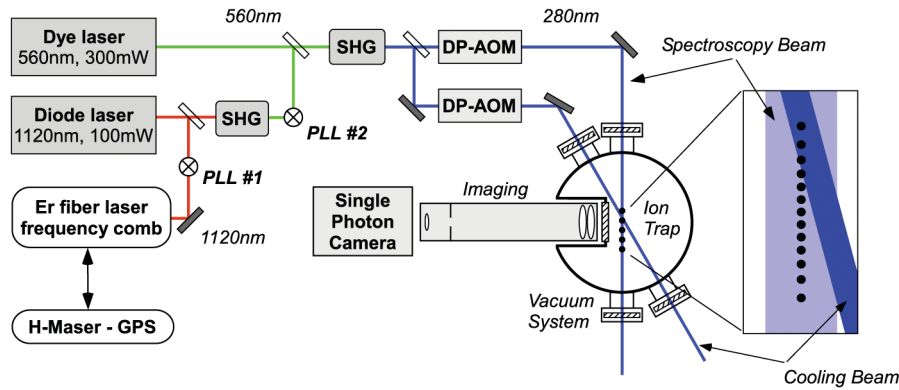 560nm
280nm
Dye laser
560nm, 300mW
SHG
DP-AOM
Spectroscopy Beam
Diode laser
1120nm, 100mW
SHG
DP-AOM
PLL #2
PLL #1
Er fiber laser
frequency comb
1120nm
Single
Photon
Camera
Imaging
Ion
Trap
H-Maser - GPS
Vacuum
System
Cooling Beam